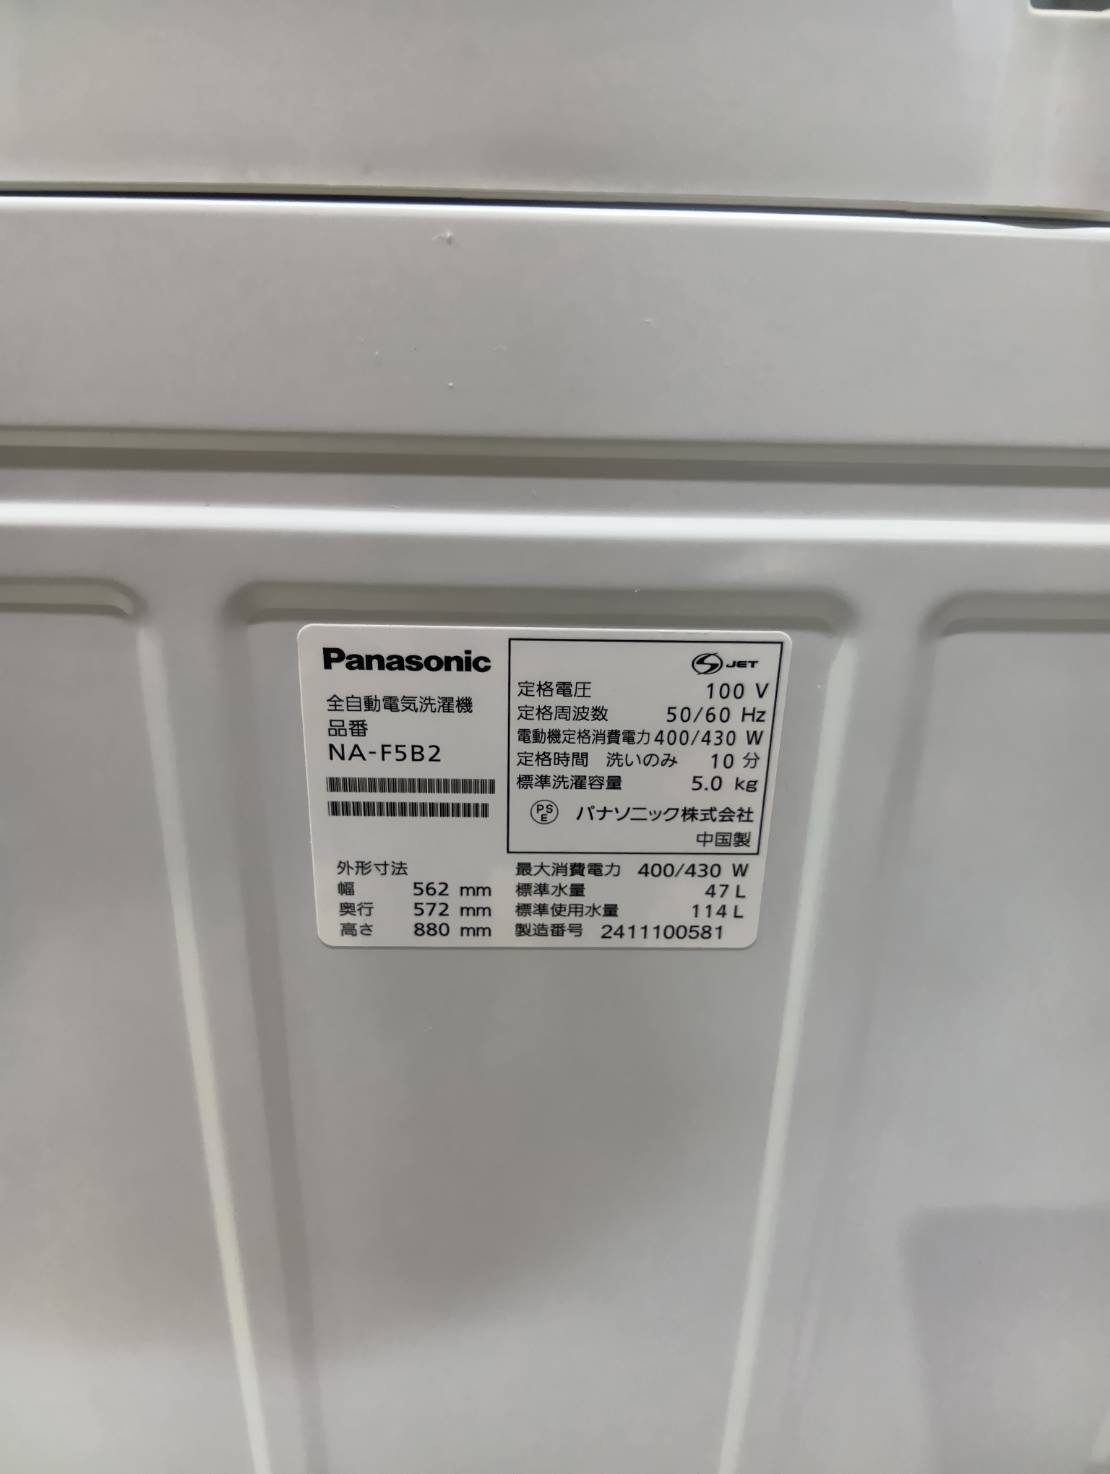 Panasonic
全自動電気洗濯機
品番
NA-F5B2
外形寸法
幅 562 mm
奥行 572 mm
高さ 880 mm
S JET
定格電圧 100 V
定格周波数 50/60 Hz
電動機定格消費電力 400/430 W
定格時間 洗いのみ 10 分
標準洗濯容量 5.0 kg
PSE パナソニック株式会社
中国製
最大消費電力 400/430 W
標準水量 47 L
標準使用水量 114 L
製造番号 2411100581